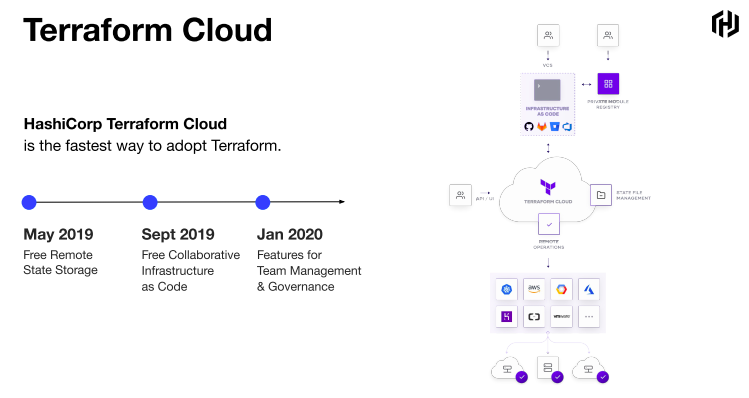 Terraform Cloud
HashiCorp Terraform Cloud
is the fastest way to adopt Terraform.
May 2019
Free Remote
State Storage
Sept 2019
Free Collaborative
Infrastructure
as Code
Jan 2020
Features for
Team Management
& Governance
VCS
INFRASTRUCTURE
AS CODE
PRIVATE MODULE
REGISTRY
API / UI
TERRAFORM CLOUD
STATE FILE
MANAGEMENT
REMOTE
OPERATIONS
aws
vmware